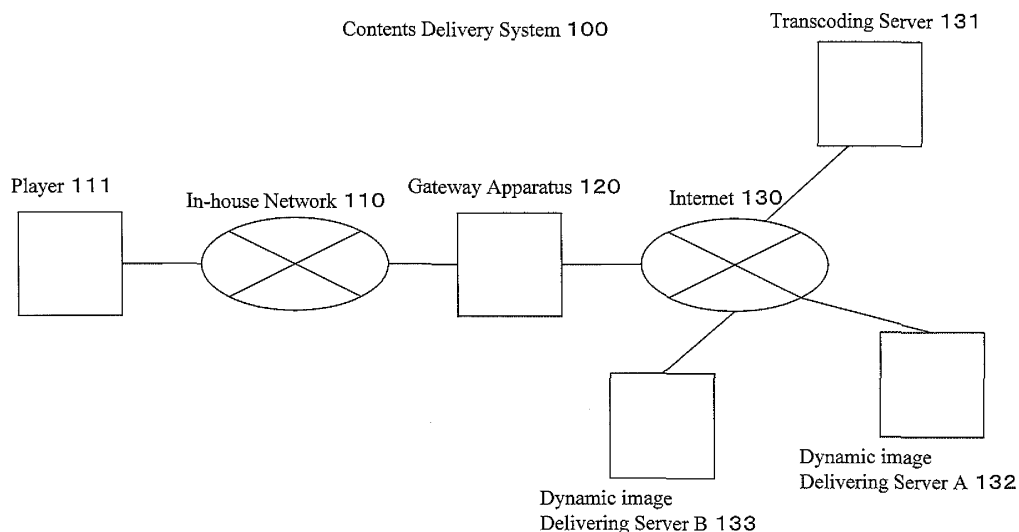 Contents Delivery System 100
Transcoding Server 131
Player 111
In-house Network 110
Gateway Apparatus 120
Internet 130
Dynamic image
Delivering Server A 132
Dynamic image
Delivering Server B 133